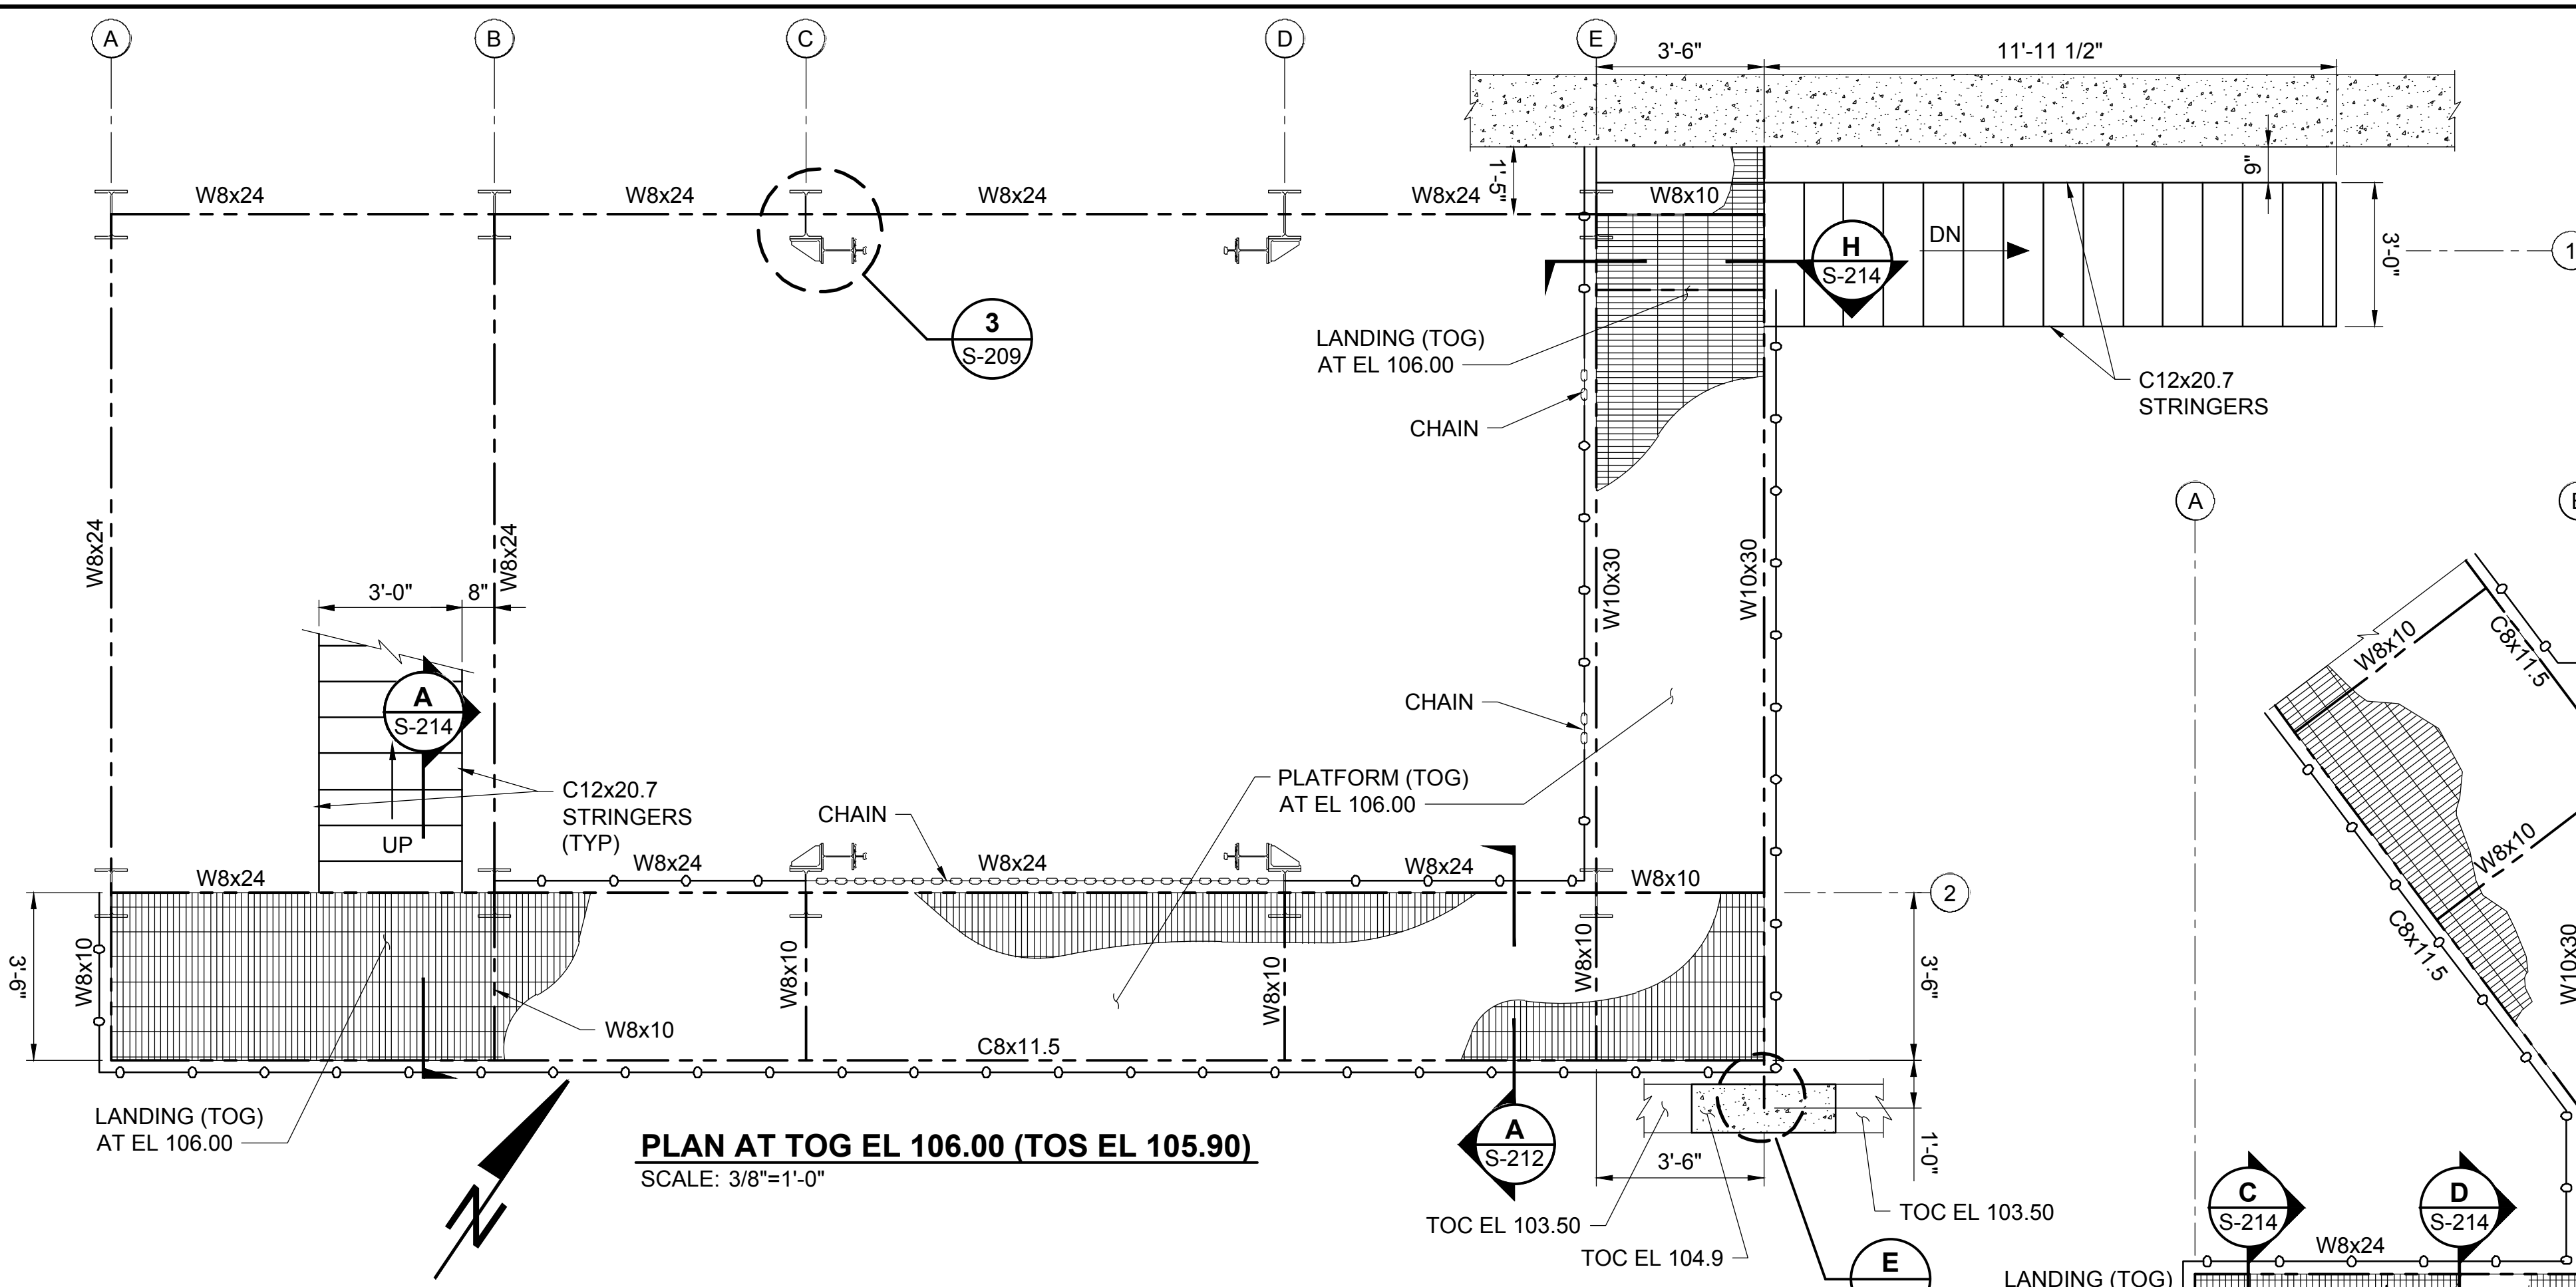 A
B
C
D
E
3'-6"
11'-11 1/2"
W8x24
W8x24
W8x24
W8x24
1'-5"
W8x10
6"
3'-0"
1
DN
H
S-214
3
S-209
LANDING (TOG)
AT EL 106.00
CHAIN
C12x20.7
STRINGERS
A
W8x24
W8x24
3'-0"
8"
W10x30
W10x30
A
S-214
UP
C12x20.7
STRINGERS
(TYP)
CHAIN
CHAIN
PLATFORM (TOG)
AT EL 106.00
W8x24
W8x24
W8x24
W8x24
W8x10
2
3'-6"
W8x10
W8x10
W8x10
W8x10
W8x10
C8x11.5
3'-6"
1'-0"
LANDING (TOG)
AT EL 106.00
N
PLAN AT TOG EL 106.00 (TOS EL 105.90)
SCALE: 3/8"=1'-0"
A
S-212
3'-6"
TOC EL 103.50
TOC EL 104.9
TOC EL 103.50
E
W8x10
C8x11.5
W8x10
C8x11.5
W10x30
C
S-214
D
S-214
W8x24
LANDING (TOG)